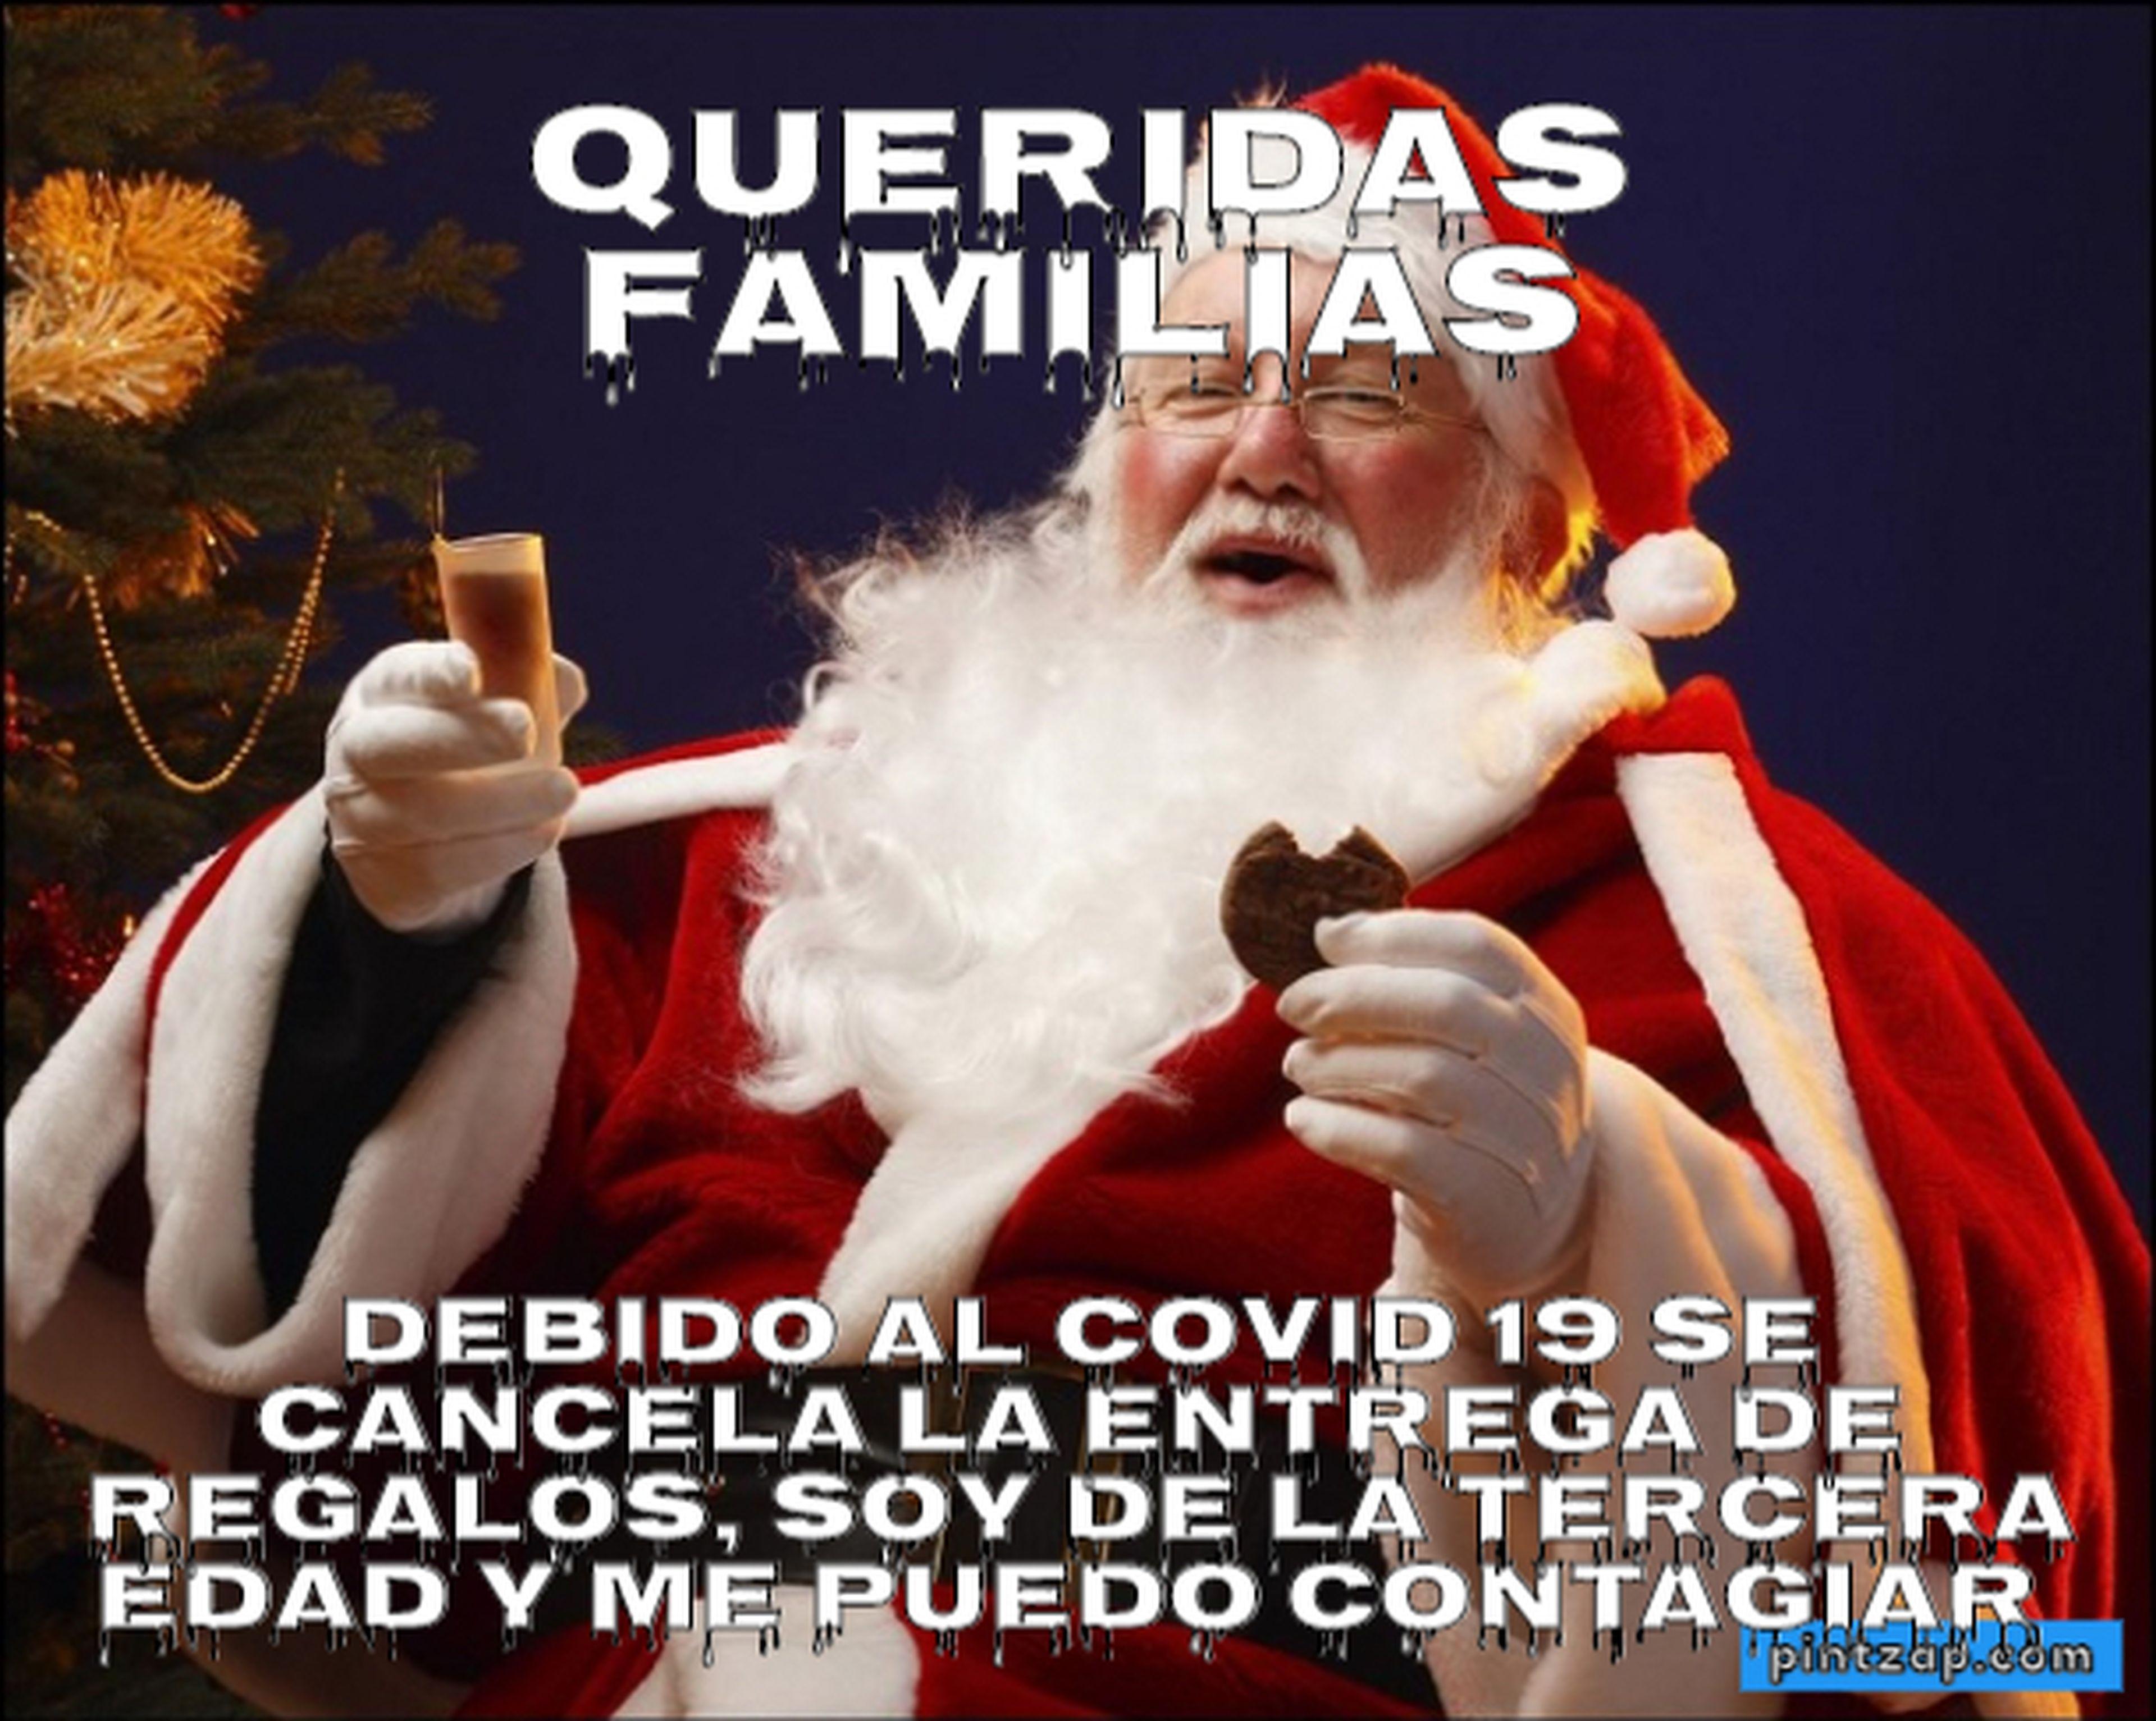 QUERIDAS
FAMILIAS
DEBIDO AL COVID 19 SE
CANCELA LA ENTREGA DE
REGALOS, SOY DE LA TERCERA
EDAD Y ME PUEDO CONTAGIAR
pintzap.com